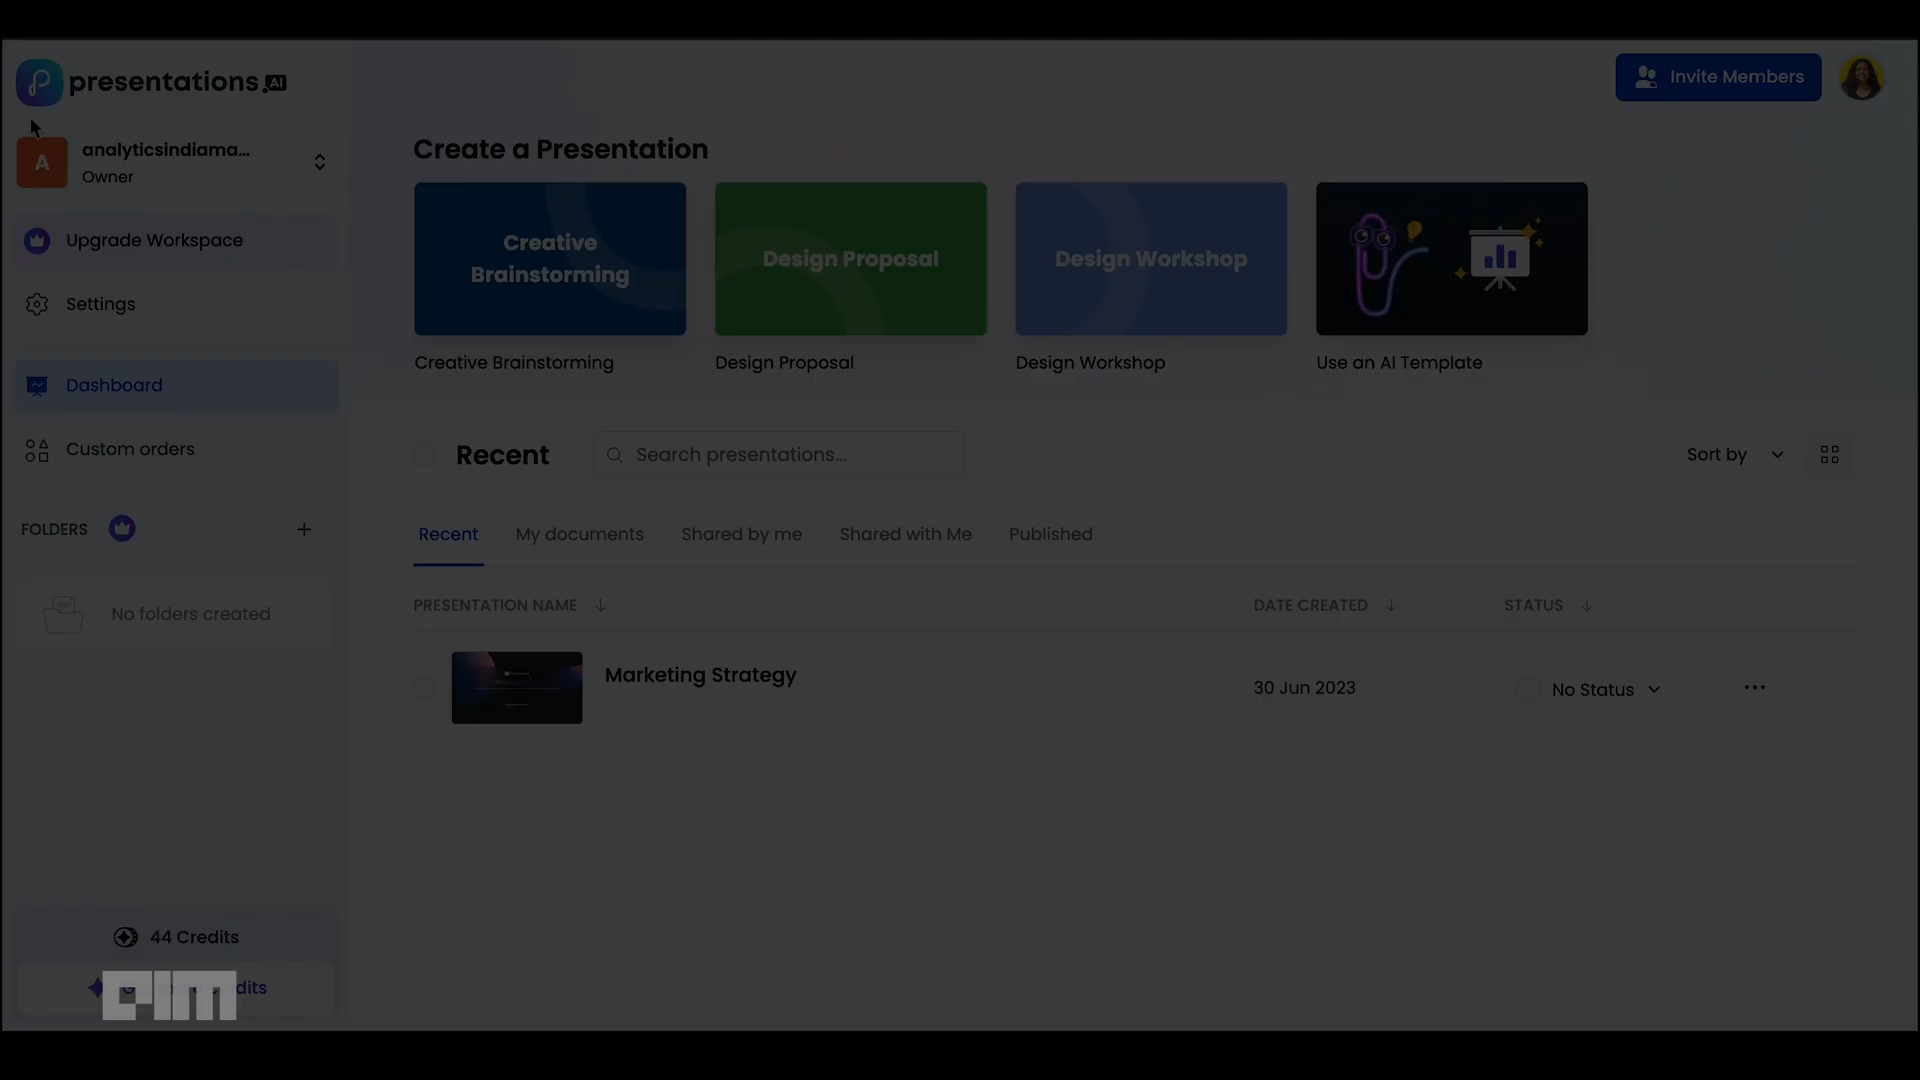 presentations.AI
Invite Members
A
analyticsindiama...
Owner
Upgrade Workspace
Settings
Dashboard
Custom orders
FOLDERS
No folders created
44 Credits
dits
aim
Create a Presentation
Creative
Brainstorming
Design Proposal
Design Workshop
Creative Brainstorming
Design Proposal
Design Workshop
Use an AI Template
Recent
Search presentations...
Sort by
Recent
My documents
Shared by me
Shared with Me
Published
PRESENTATION NAME
DATE CREATED
STATUS
Marketing Strategy
30 Jun 2023
No Status